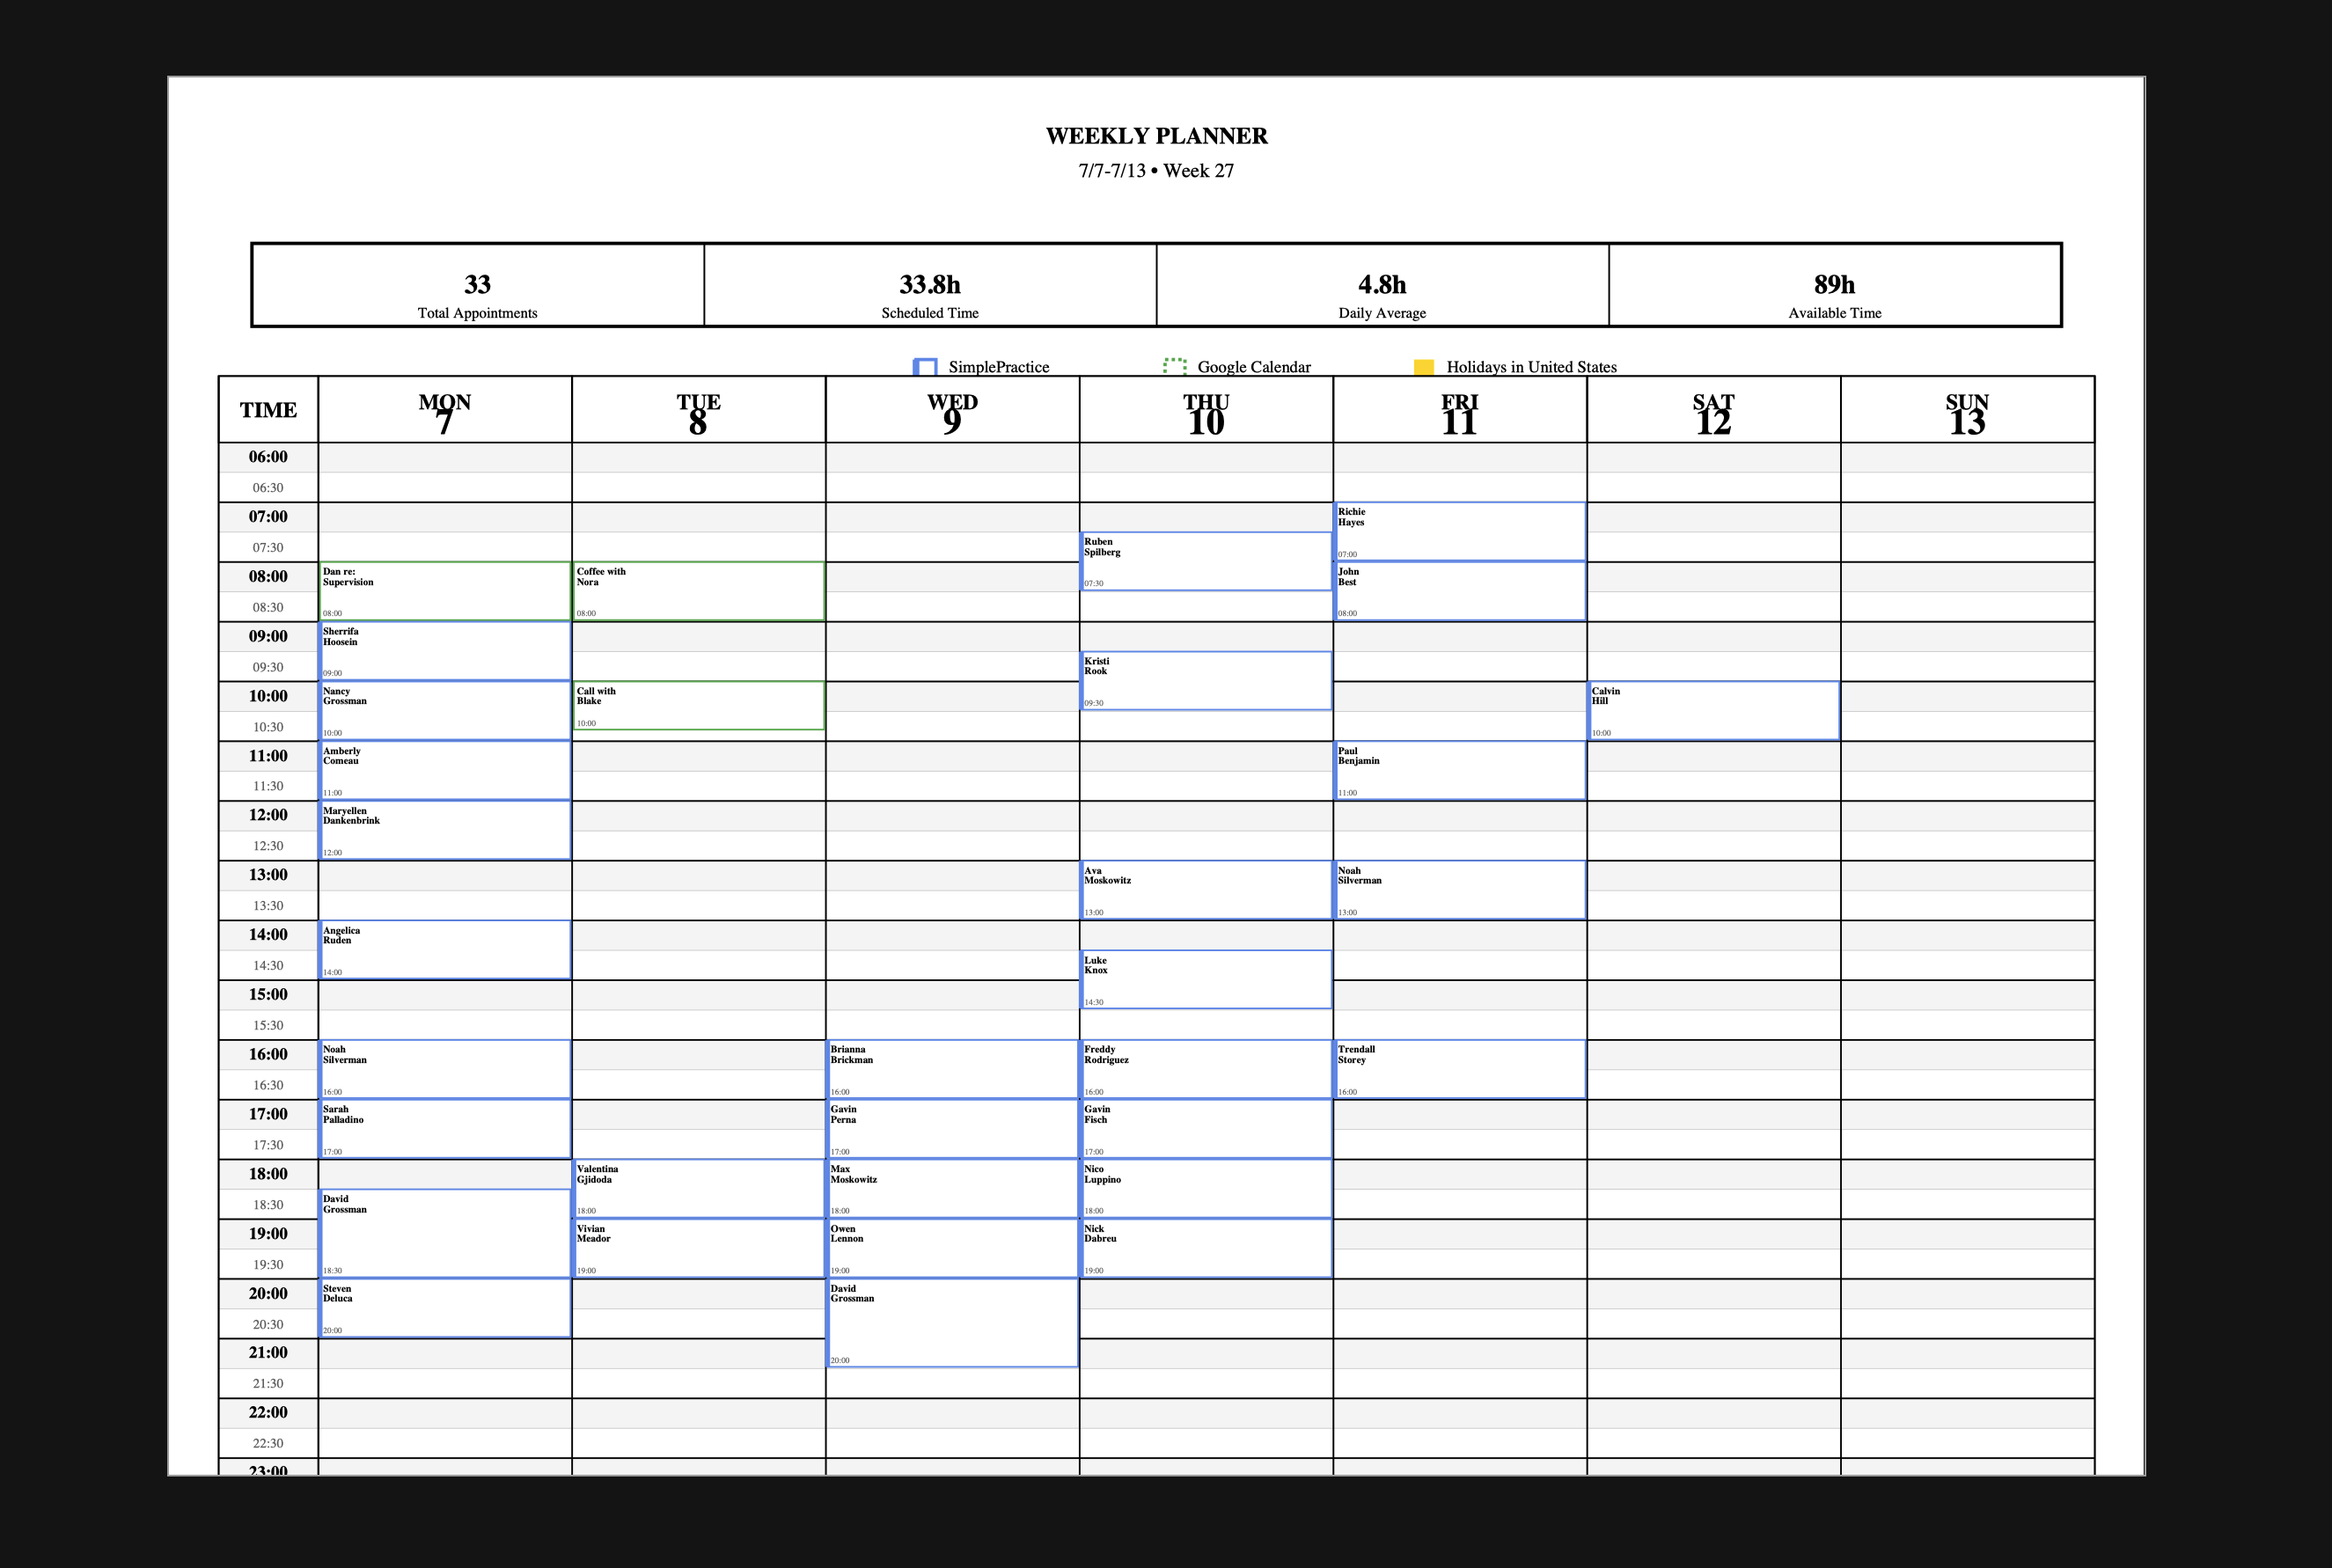 WEEKLY PLANNER
7/7-7/13 • Week 27
33
Total Appointments
33.8h
Scheduled Time
4.8h
Daily Average
89h
Available Time
SimplePractice
Google Calendar
Holidays in United States
TIME
MON
7
TUE
8
WED
9
THU
10
FRI
11
SAT
12
SUN
13
06:00
06:30
07:00
Richie
Hayes
07:00
07:30
Ruben
Spilberg
07:30
08:00
Dan re:
Supervision
08:00
Coffee with
Nora
08:00
John
Best
08:00
08:30
09:00
Sherrifa
Hoosein
09:00
09:30
Kristi
Rook
09:30
10:00
Nancy
Grossman
10:00
Call with
Blake
10:00
Calvin
Hill
10:00
10:30
11:00
Amberly
Comeau
11:00
Paul
Benjamin
11:00
11:30
12:00
Maryellen
Dankenbrink
12:00
12:30
13:00
Ava
Moskowitz
13:00
Noah
Silverman
13:00
13:30
14:00
Angelica
Ruden
14:00
14:30
Luke
Knox
14:30
15:00
15:30
16:00
Noah
Silverman
16:00
Brianna
Brickman
16:00
Freddy
Rodriguez
16:00
Trendall
Storey
16:00
16:30
17:00
Sarah
Palladino
17:00
Gavin
Perna
17:00
Gavin
Fisch
17:00
17:30
18:00
Valentina
Gjidoda
18:00
Max
Moskowitz
18:00
Nico
Luppino
18:00
18:30
David
Grossman
18:30
19:00
Vivian
Meador
19:00
Owen
Lennon
19:00
Nick
Dabreu
19:00
19:30
20:00
Steven
Deluca
20:00
David
Grossman
20:00
20:30
21:00
21:30
22:00
22:30
23:00